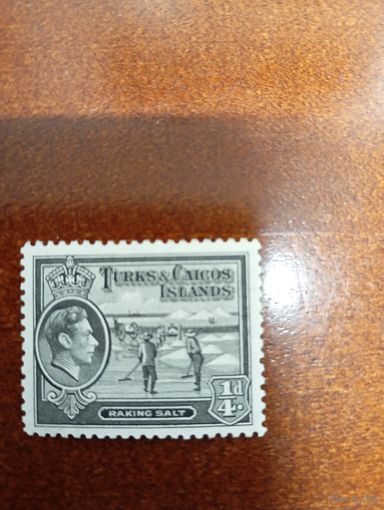 TURKS & CAICOS
ISLANDS
1/4d.
RAKING SALT